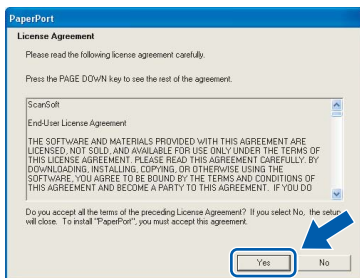 PaperPort
License Agreement
Please read the following license agreement carefully.
Press the PAGE DOWN key to see the rest of the agreement.
ScanSoft
End-User License Agreement
THE SOFTWARE AND MATERIALS PROVIDED WITH THIS AGREEMENT ARE
LICENSED, NOT SOLD, AND AVAILABLE FOR USE ONLY UNDER THE TERMS OF
THIS LICENSE AGREEMENT. PLEASE READ THIS AGREEMENT CAREFULLY. BY
DOWNLOADING, INSTALLING, COPYING, OR OTHERWISE USING THE
SOFTWARE, YOU AGREE TO BE BOUND BY THE TERMS AND CONDITIONS OF
THIS AGREEMENT AND BECOME A PARTY TO THIS AGREEMENT. IF YOU DO
Do you accept all the terms of the preceding License Agreement? If you select No, the setup
will close. To install "PaperPort", you must accept this agreement.
Yes
No